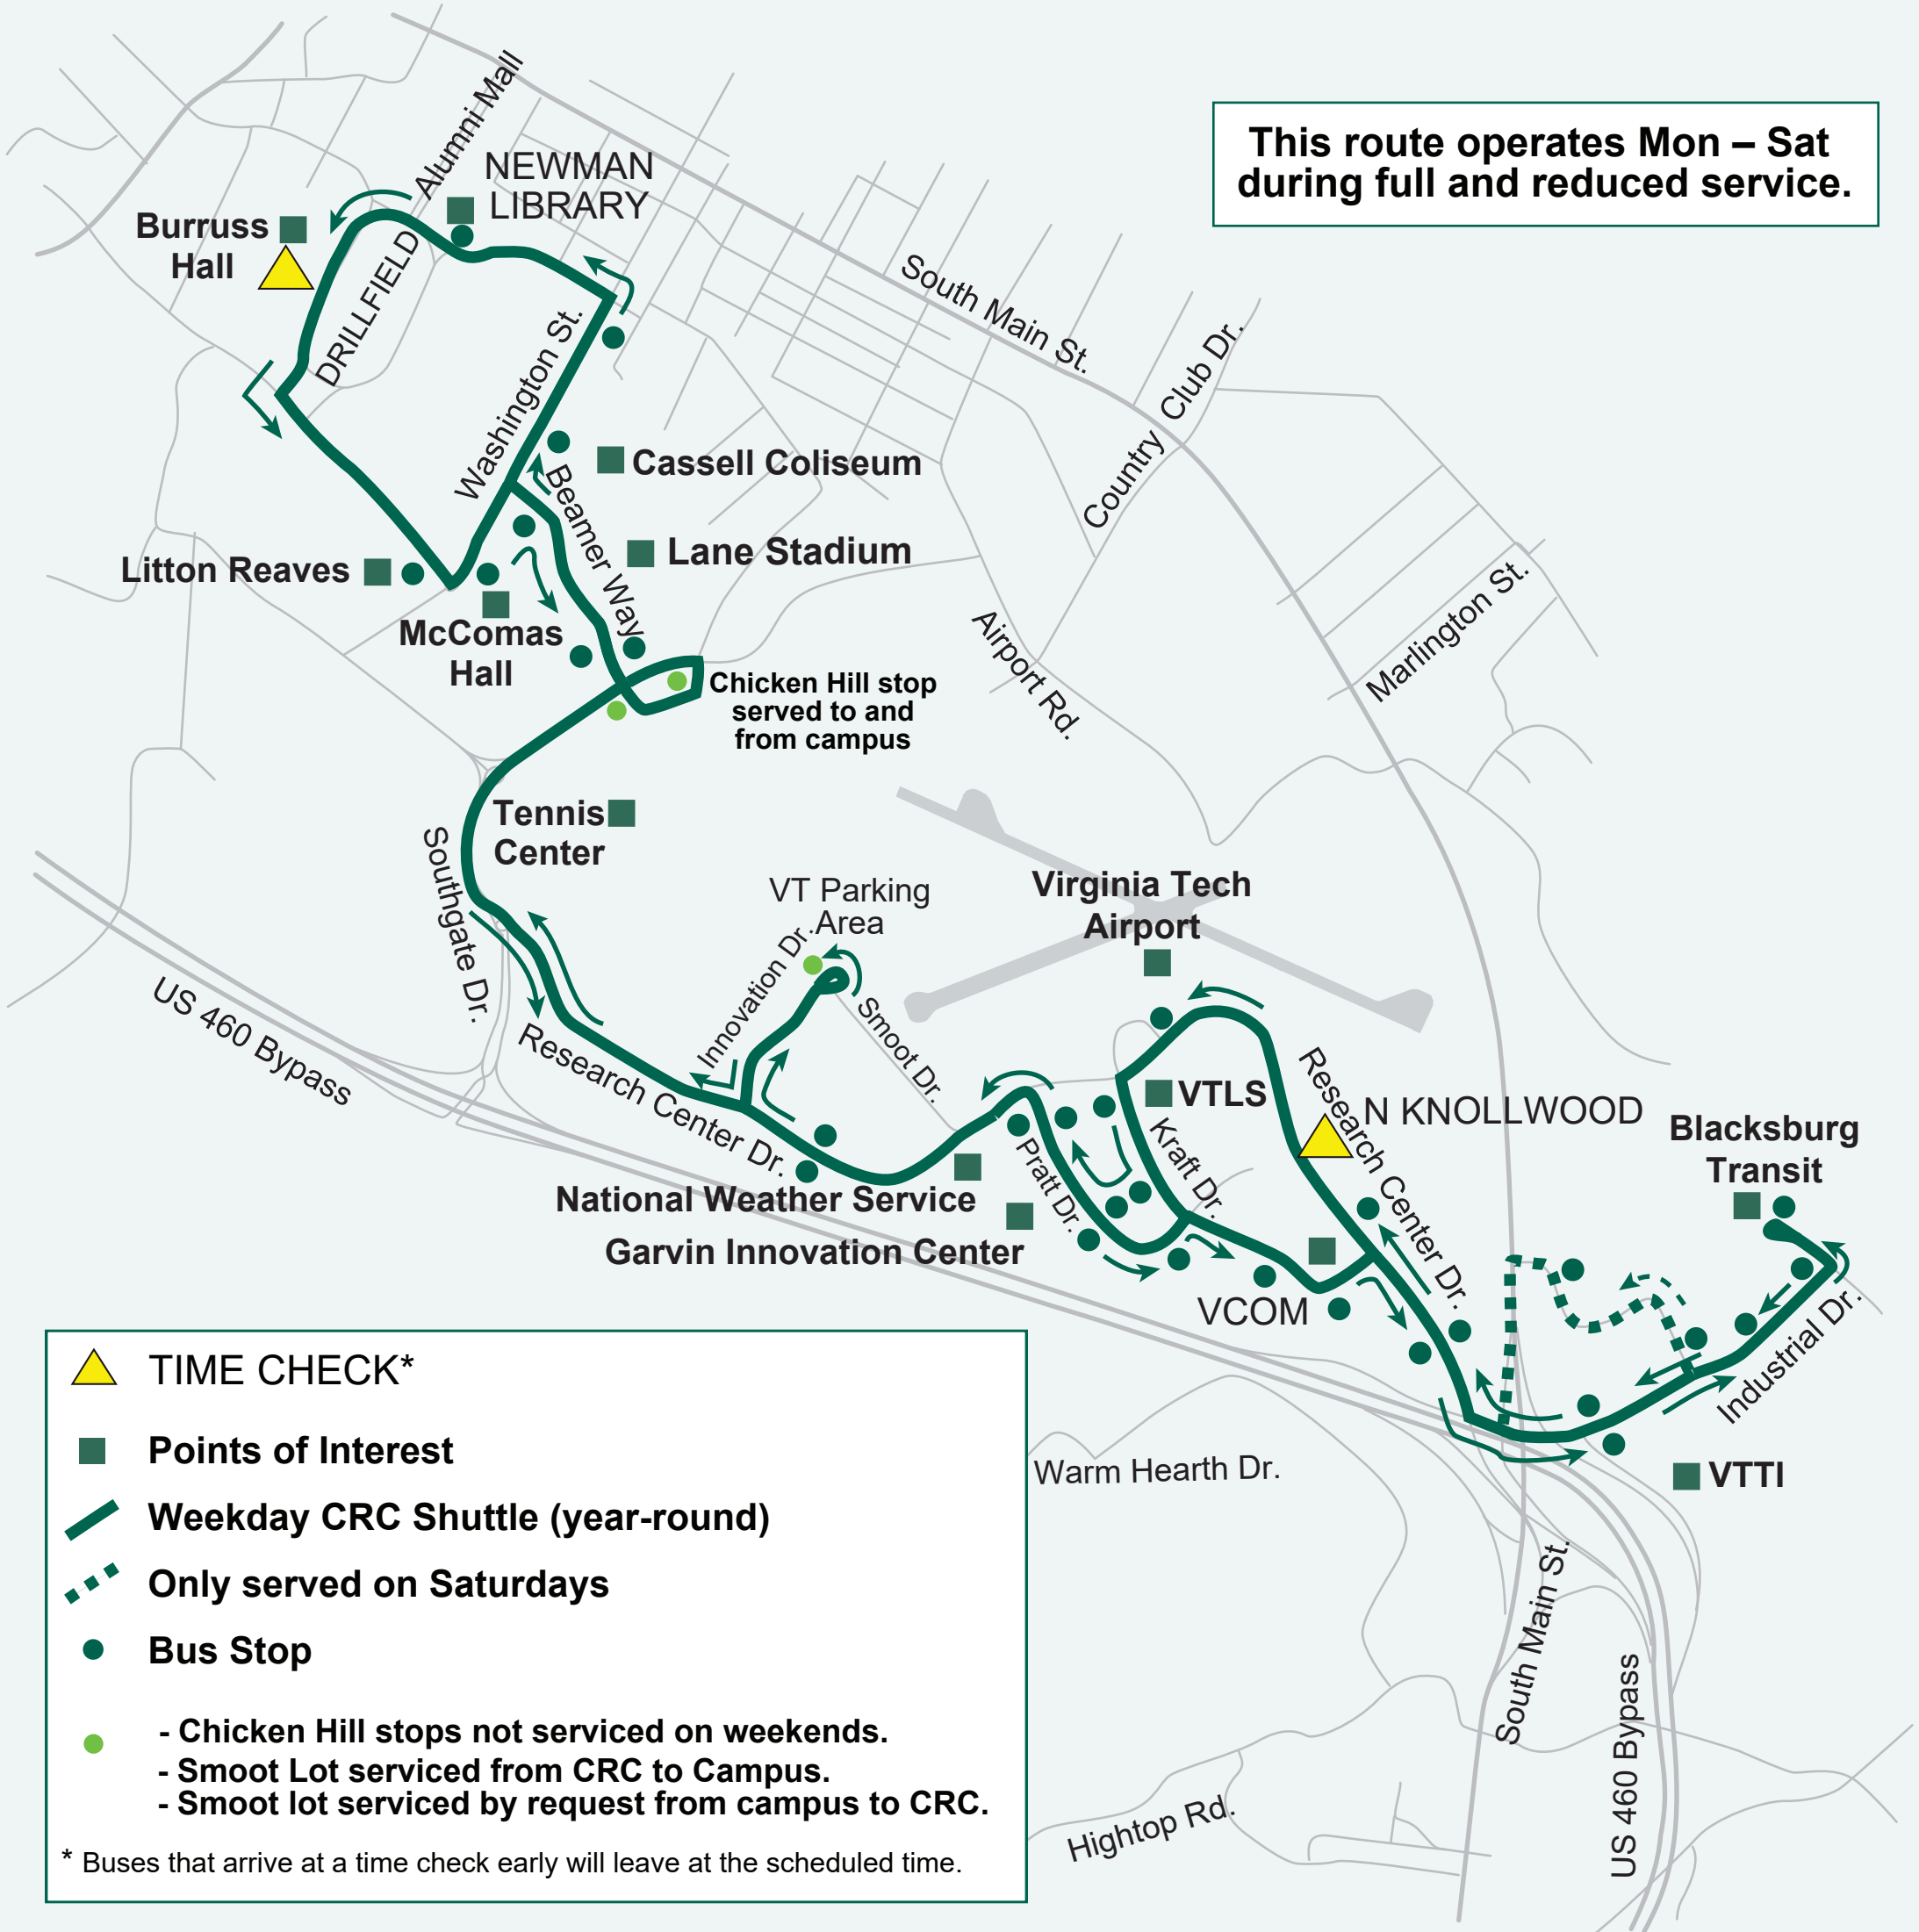 This route operates Mon – Sat
during full and reduced service.
Alumni Mall
NEWMAN
LIBRARY
Burruss
Hall
DRILLFIELD
Washington St.
South Main St.
Country Club Dr.
Cassell Coliseum
Beamer Way
Lane Stadium
Litton Reaves
McComas
Hall
Airport Rd.
Marlington St.
Chicken Hill stop
served to and
from campus
Tennis
Center
Southgate Dr.
VT Parking
Area
Innovation Dr.
Virginia Tech
Airport
US 460 Bypass
Research Center Dr.
Smoot Dr.
VTLS
Research Center Dr.
N KNOLLWOOD
Blacksburg
Transit
Pratt Dr.
Kraft Dr.
National Weather Service
Garvin Innovation Center
VCOM
Industrial Dr.
Warm Hearth Dr.
VTTI
South Main St.
US 460 Bypass
Hightop Rd.
TIME CHECK*
Points of Interest
Weekday CRC Shuttle (year-round)
Only served on Saturdays
Bus Stop
- Chicken Hill stops not serviced on weekends.
- Smoot Lot serviced from CRC to Campus.
- Smoot lot serviced by request from campus to CRC.
* Buses that arrive at a time check early will leave at the scheduled time.